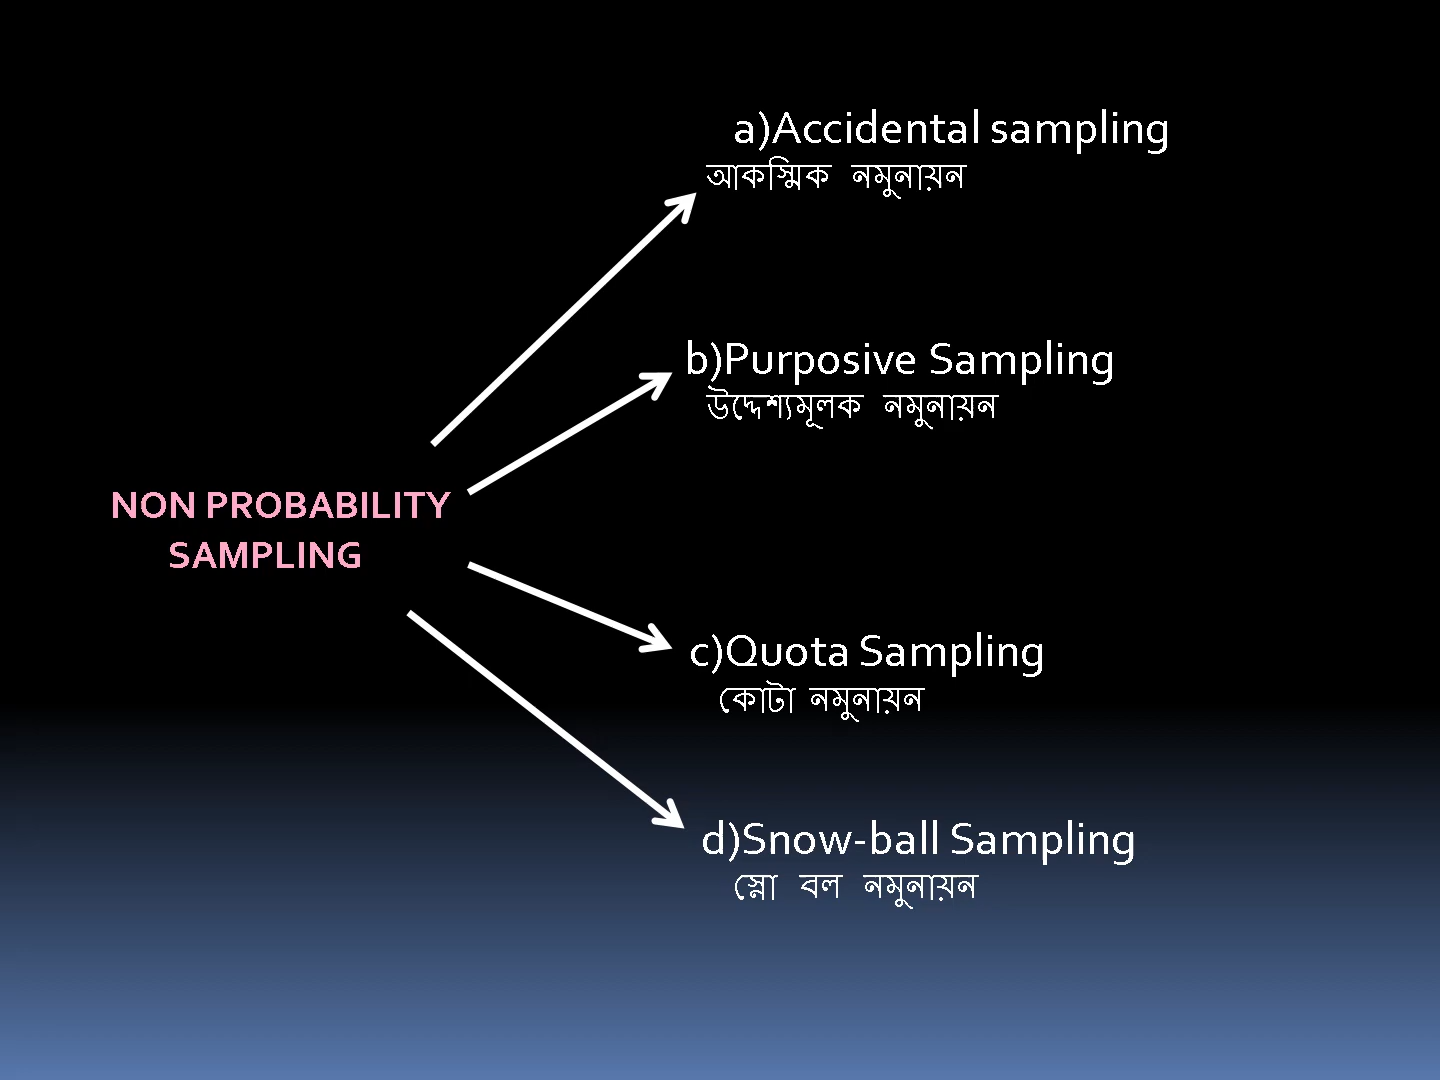 a)Accidental sampling
আকস্মিক নমুনায়ন
b)Purposive Sampling
উদ্দেশ্যমূলক নমুনায়ন
NON PROBABILITY
SAMPLING
c)Quota Sampling
কোটা নমুনায়ন
d)Snow-ball Sampling
স্নো বল নমুনায়ন